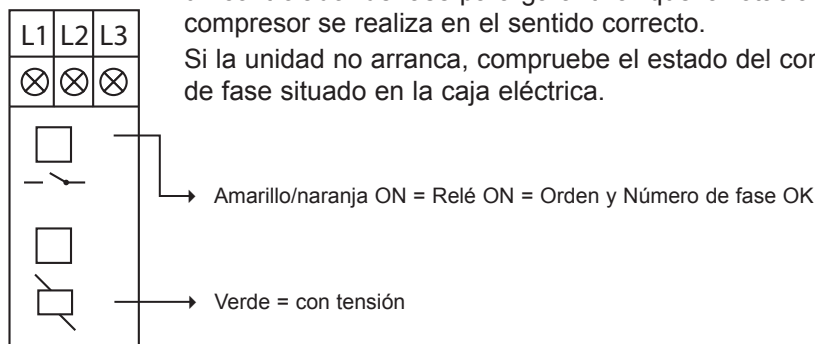 compresor se realiza en el sentido correcto.
Si la unidad no arranca, compruebe el estado del
de fase situado en la caja eléctrica.
L1 L2 L3
Amarillo/naranja ON = Relé ON = Orden y Número de fase OK
Verde = con tensión